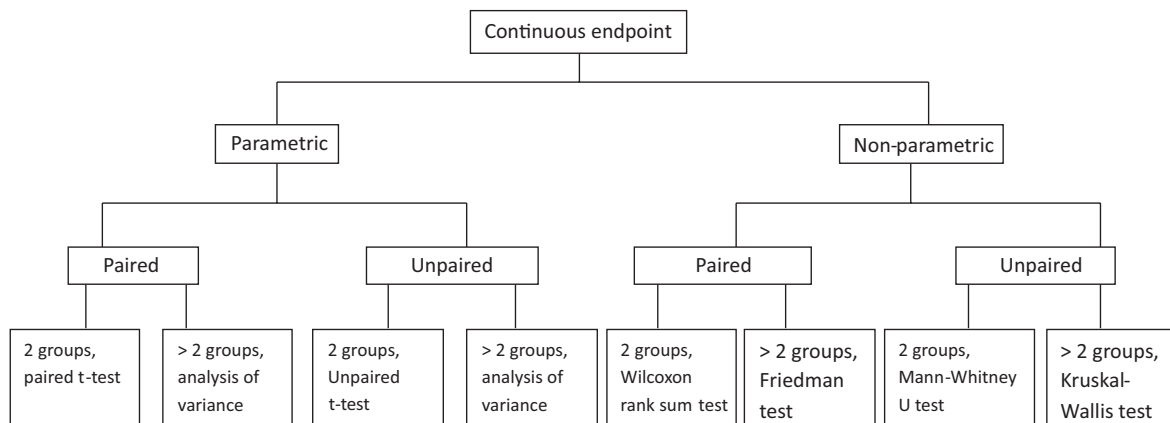 Continuous endpoint
Parametric
Non-parametric
Paired
Unpaired
Paired
Unpaired
2 groups,
paired t-test
> 2 groups,
analysis of
variance
2 groups,
Unpaired
t-test
> 2 groups,
analysis of
variance
2 groups,
Wilcoxon
rank sum test
> 2 groups,
Friedman
test
2 groups,
Mann-Whitney
U test
> 2 groups,
Kruskal-
Wallis test